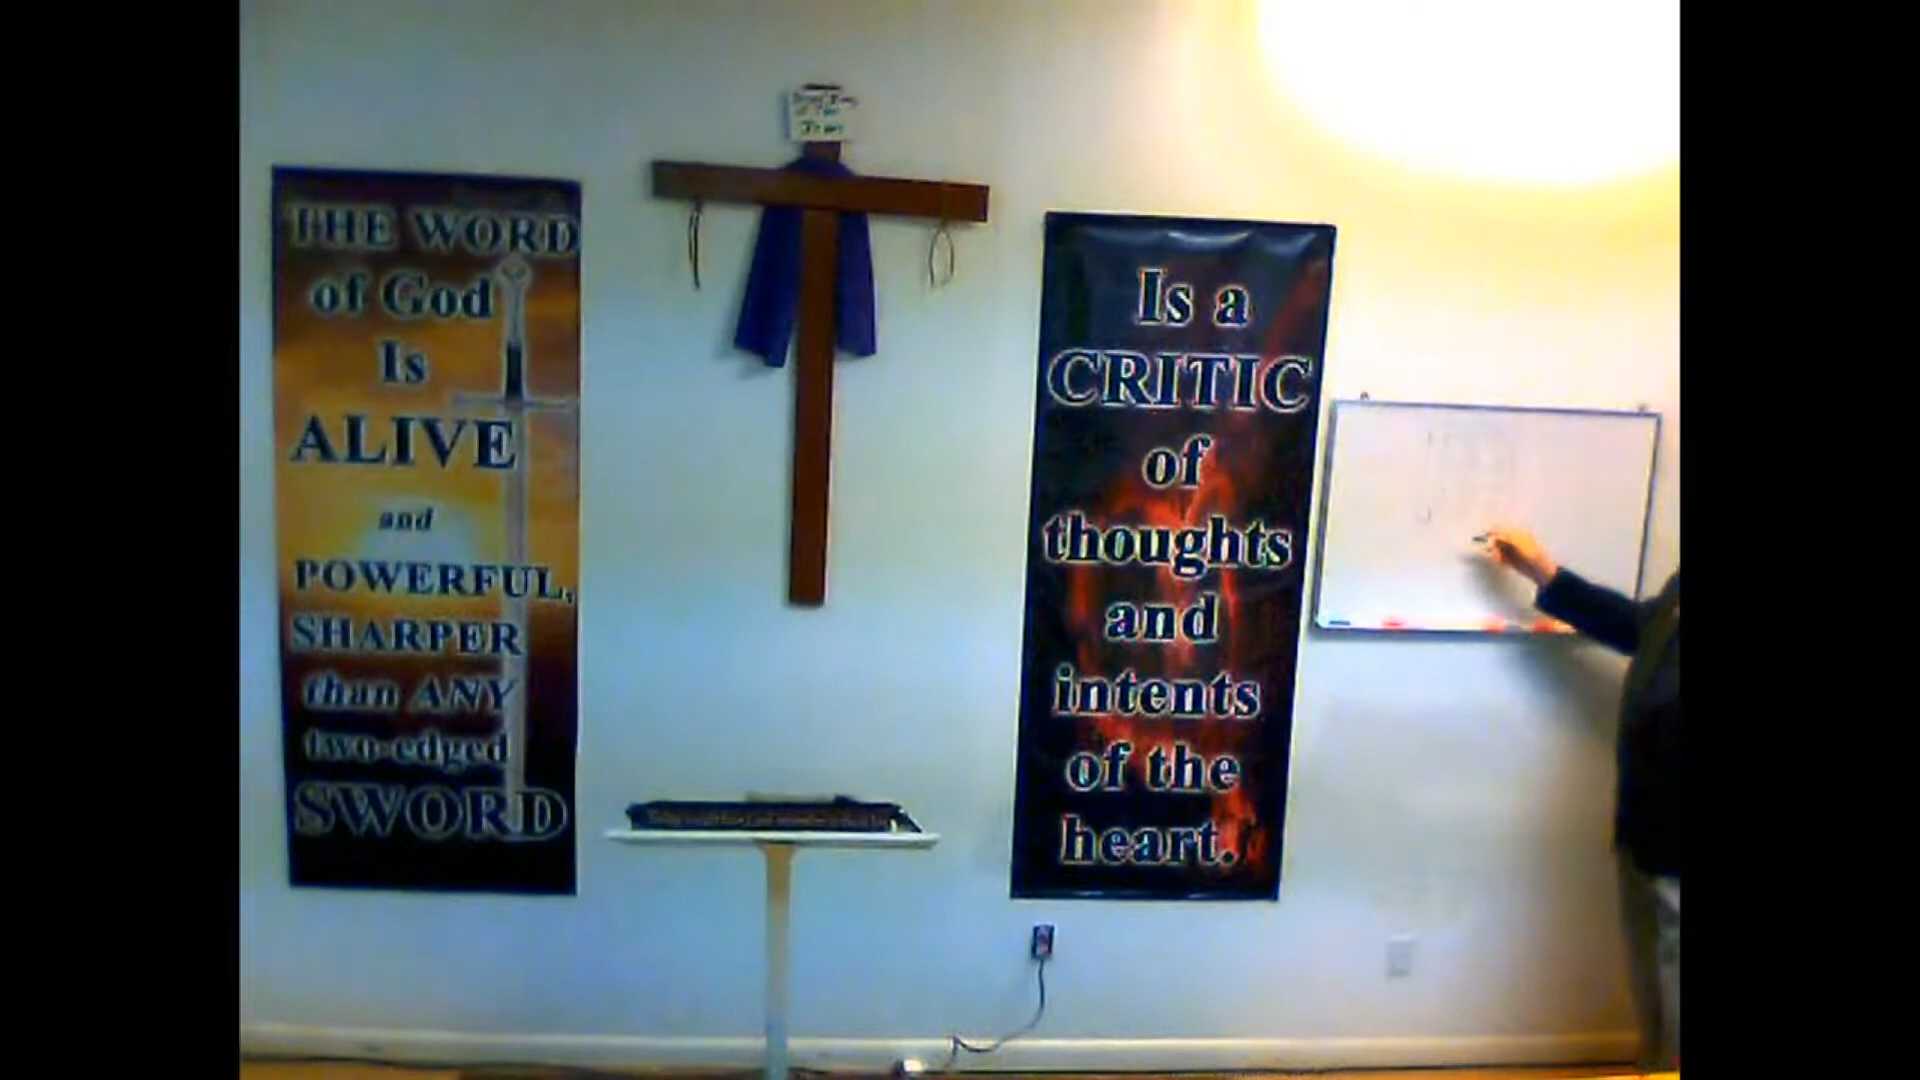 THE WORD
of God
Is
ALIVE
and
POWERFUL,
SHARPER
than ANY
two-edged
SWORD
Is a
CRITIC
of
thoughts
and
intents
of the
heart.